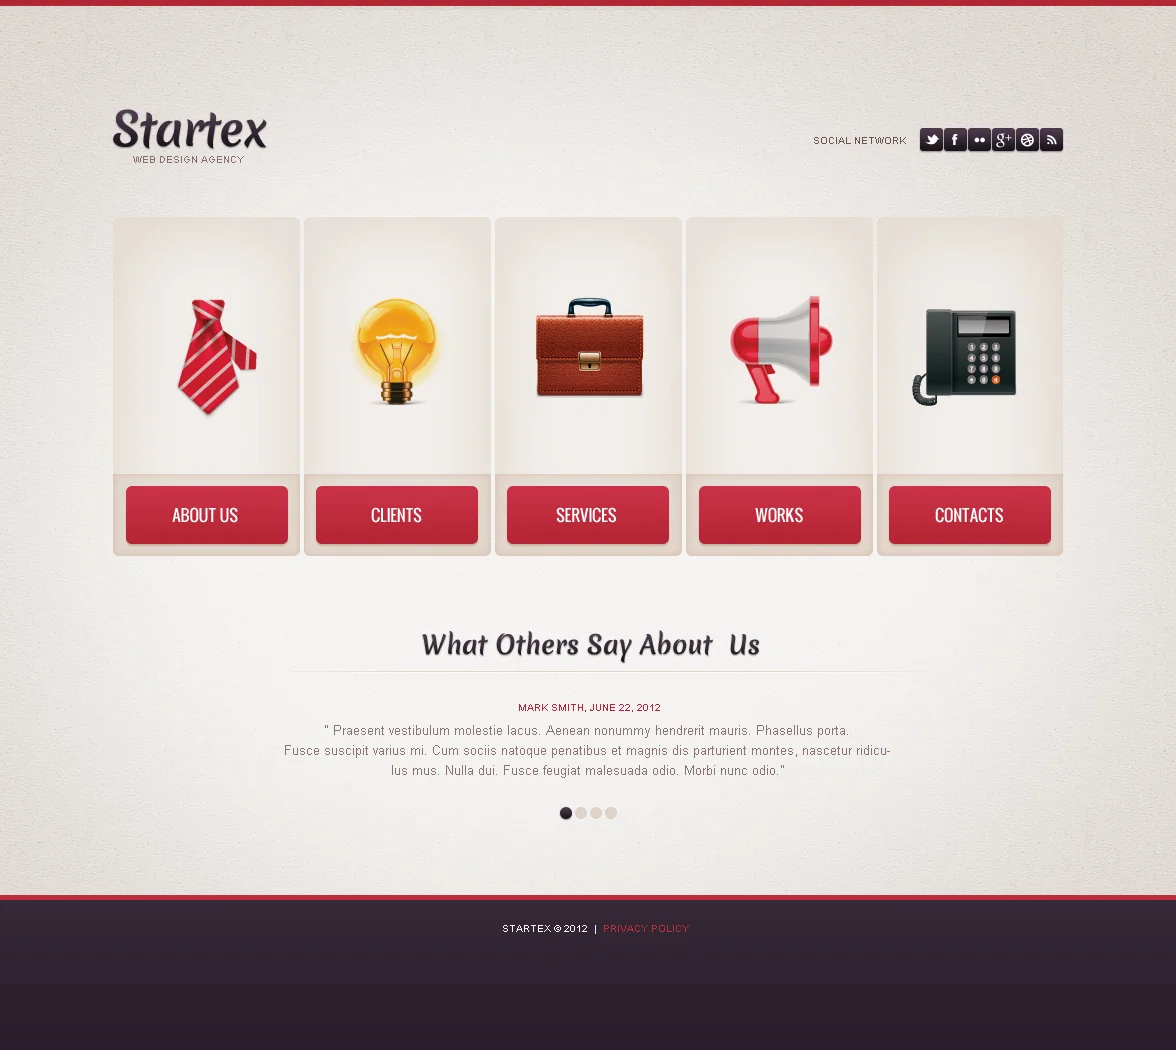 Startex
WEB DESIGN AGENCY
SOCIAL NETWORK
ABOUT US
CLIENTS
SERVICES
WORKS
CONTACTS
What Others Say About Us
MARK SMITH, JUNE 22, 2012
" Praesent vestibulum molestie lacus. Aenean nonummy hendrerit mauris. Phasellus porta.
Fusce suscipit varius mi. Cum sociis natoque penatibus et magnis dis parturient montes, nascetur ridicu-
lus mus. Nulla dui. Fusce feugiat malesuada odio. Morbi nunc odio."
STARTEX © 2012 | PRIVACY POLICY